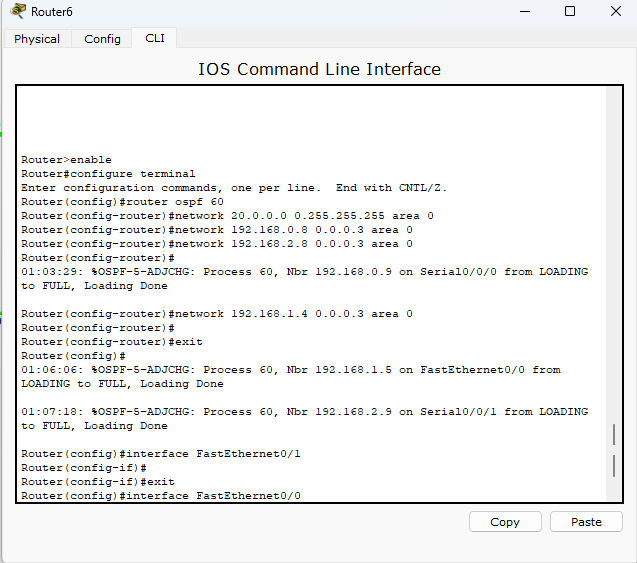 Router6
Physical Config CLI
IOS Command Line Interface
Router>enable
Router#configure terminal
Enter configuration commands, one per line.  End with CNTL/Z.
Router(config)#router ospf 60
Router(config-router)#network 20.0.0.0 0.255.255.255 area 0
Router(config-router)#network 192.168.0.8 0.0.0.3 area 0
Router(config-router)#network 192.168.2.8 0.0.0.3 area 0
Router(config-router)#
01:03:29: %OSPF-5-ADJCHG: Process 60, Nbr 192.168.0.9 on Serial0/0/0 from LOADING
to FULL, Loading Done
Router(config-router)#network 192.168.1.4 0.0.0.3 area 0
Router(config-router)#
Router(config-router)#exit
Router(config)#
01:06:06: %OSPF-5-ADJCHG: Process 60, Nbr 192.168.1.5 on FastEthernet0/0 from
LOADING to FULL, Loading Done
01:07:18: %OSPF-5-ADJCHG: Process 60, Nbr 192.168.2.9 on Serial0/0/1 from LOADING
to FULL, Loading Done
Router(config)#interface FastEthernet0/1
Router(config-if)#
Router(config-if)#exit
Router(config)#interface FastEthernet0/0
Copy Paste